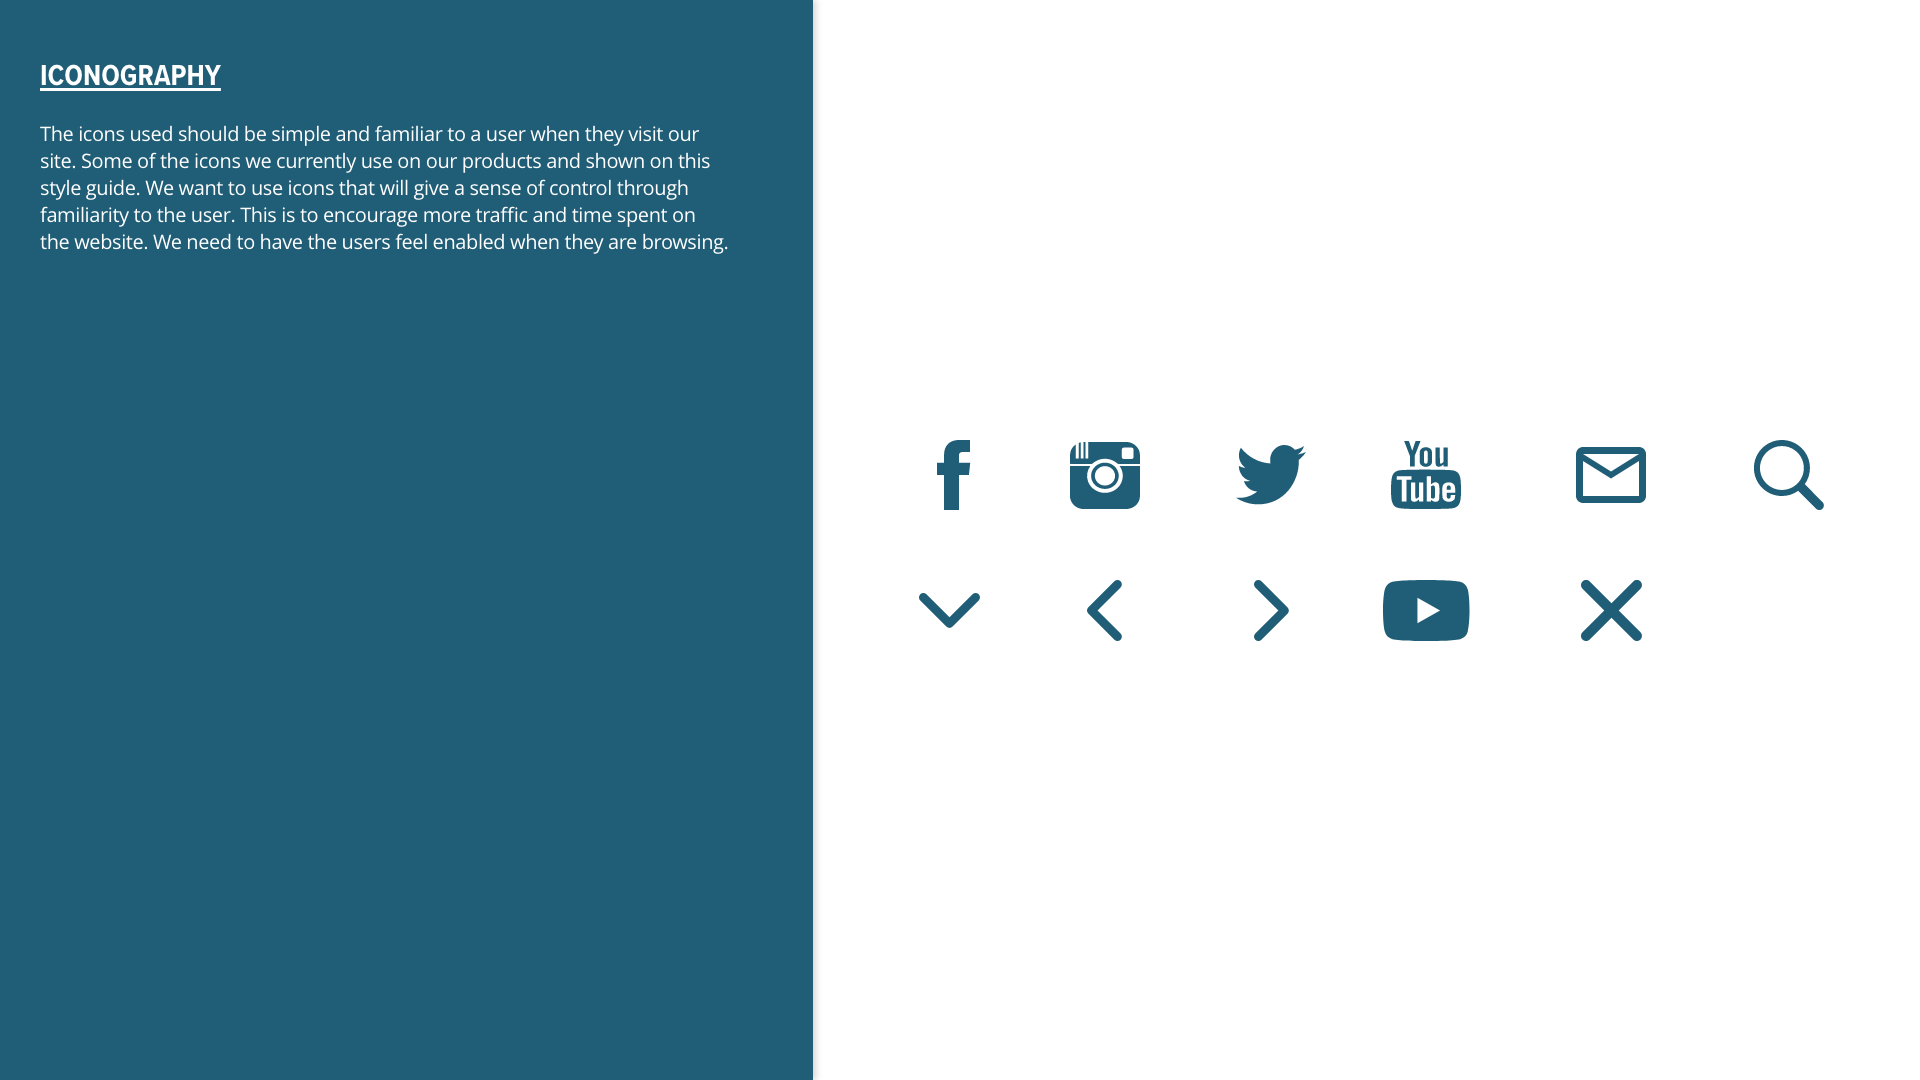 ICONOGRAPHY
The icons used should be simple and familiar to a user when they visit our
site. Some of the icons we currently use on our products and shown on this
style guide. We want to use icons that will give a sense of control through
familiarity to the user. This is to encourage more traffic and time spent on
the website. We need to have the users feel enabled when they are browsing.
You
Tube